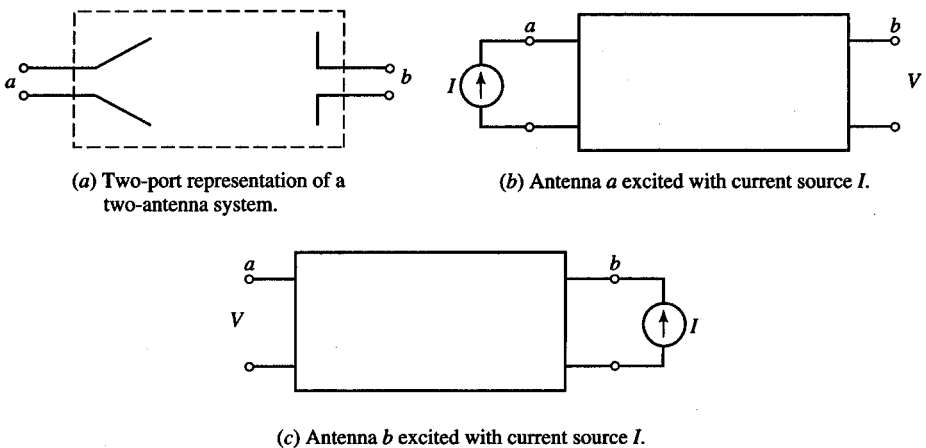 a
b
(a) Two-port representation of a
two-antenna system.
a
I
b
V
(b) Antenna a excited with current source I.
a
V
b
I
(c) Antenna b excited with current source I.